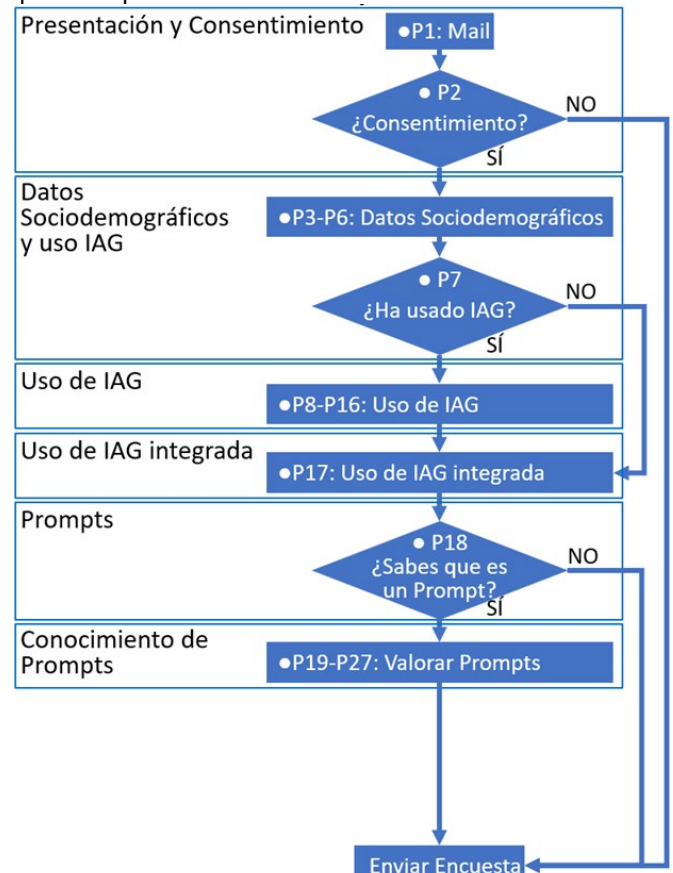 Presentación y Consentimiento
●P1: Mail
● P2
¿Consentimiento?
NO
SÍ
Datos
Sociodemográficos
y uso IAG
●P3-P6: Datos Sociodemográficos
● P7
¿Ha usado IAG?
NO
SÍ
Uso de IAG
●P8-P16: Uso de IAG
Uso de IAG integrada
●P17: Uso de IAG integrada
Prompts
● P18
¿Sabes que es
un Prompt?
NO
SÍ
Conocimiento de
Prompts
●P19-P27: Valorar Prompts
Enviar Encuesta